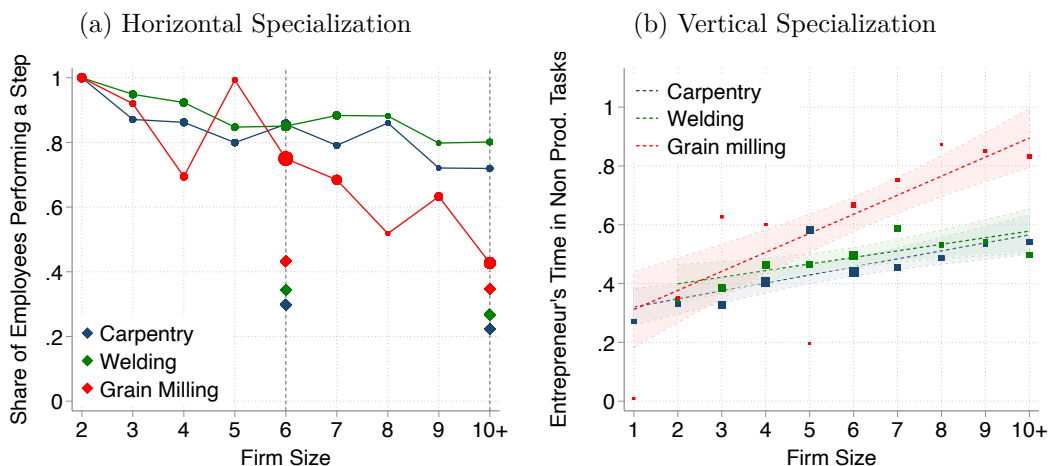 (a) Horizontal Specialization
Share of Employees Performing a Step
1
.8
.6
.4
.2
0
Carpentry
Welding
Grain Milling
2 3 4 5 6 7 8 9 10+
Firm Size
(b) Vertical Specialization
Entrepreneur's Time in Non Prod. Tasks
1
.8
.6
.4
.2
0
Carpentry
Welding
Grain milling
1 2 3 4 5 6 7 8 9 10+
Firm Size